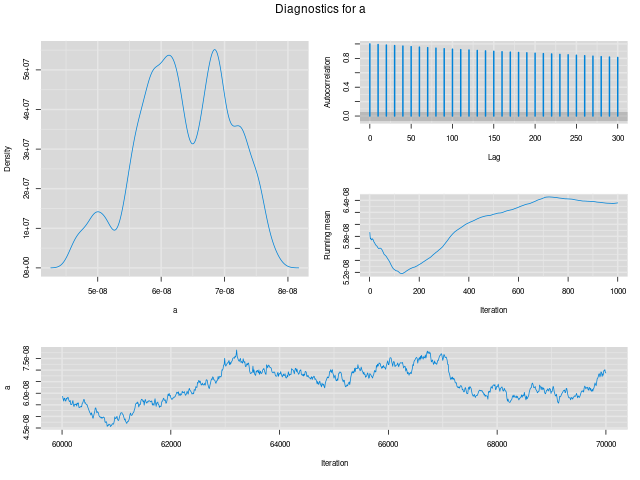 Diagnostics for a
Density
0e+00 1e+07 2e+07 3e+07 4e+07 5e+07
5e-08 6e-08 7e-08 8e-08
a
Autocorrelation
0.0 0.4 0.8
0 50 100 150 200 250 300
Lag
Running mean
5.2e-08 5.8e-08 6.4e-08
0 200 400 600 800 1000
Iteration
a
4.5e-08 6.0e-08 7.5e-08
60000 62000 64000 66000 68000 70000
Iteration